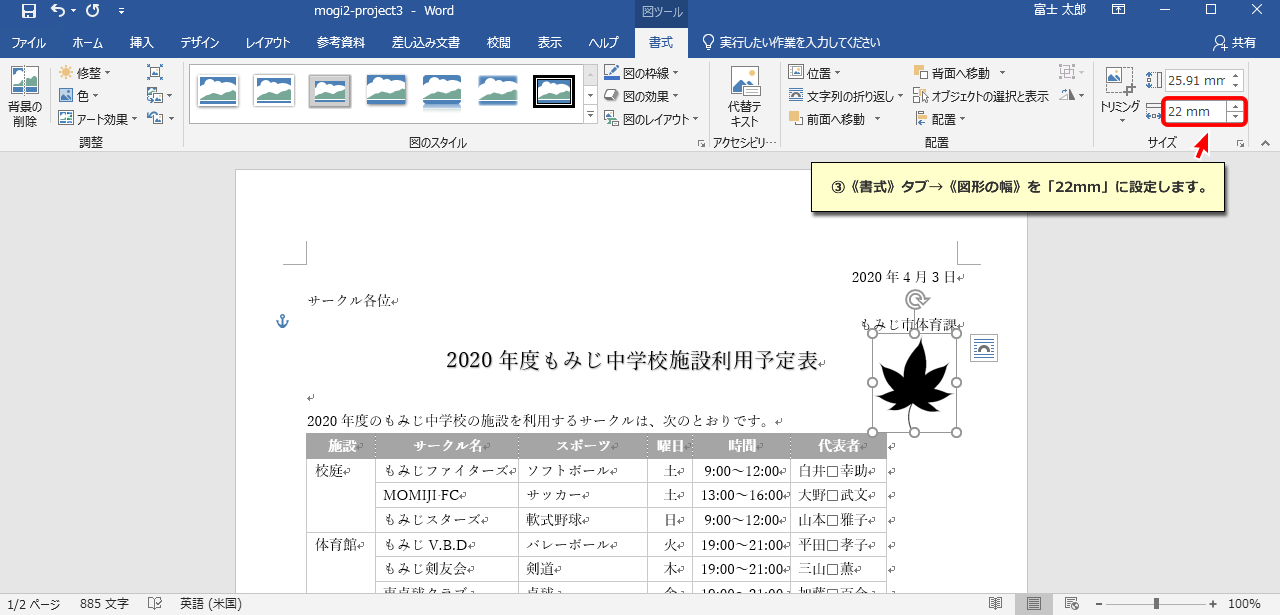 mogi2-project3 - Word
図ツール
富士 太郎
ファイル ホーム 挿入 デザイン レイアウト 参考資料 差し込み文書 校閲 表示 ヘルプ 書式 実行したい作業を入力してください 共有
背景の
削除
修整
色
アート効果
調整
図のスタイル
図の枠線
図の効果
図のレイアウト
代替テ
キスト
アクセシビリ…
位置
文字列の折り返し
前面へ移動
背面へ移動
オブジェクトの選択と表示
配置
配置
トリミング
25.91 mm
22 mm
サイズ
③《書式》タブ→《図形の幅》を「22mm」に設定します。
2020 年 4 月 3 日
サークル各位
もみじ市体育課
2020 年度もみじ中学校施設利用予定表
2020 年度のもみじ中学校の施設を利用するサークルは、次のとおりです。
施設 サークル名 スポーツ 曜日 時間 代表者
校庭 もみじファイターズ ソフトボール 土 9:00～12:00 白井□幸助
MOMIJI-FC サッカー 土 13:00～16:00 大野□武文
もみじスターズ 軟式野球 日 9:00～12:00 山本□雅子
体育館 もみじ V.B.D バレーボール 火 19:00～21:00 平田□孝子
もみじ剣友会 剣道 木 19:00～21:00 三山□薫
卓球 金 19:00～21:00 加藤□百合
1/2 ページ 885 文字 英語 (米国) 100%